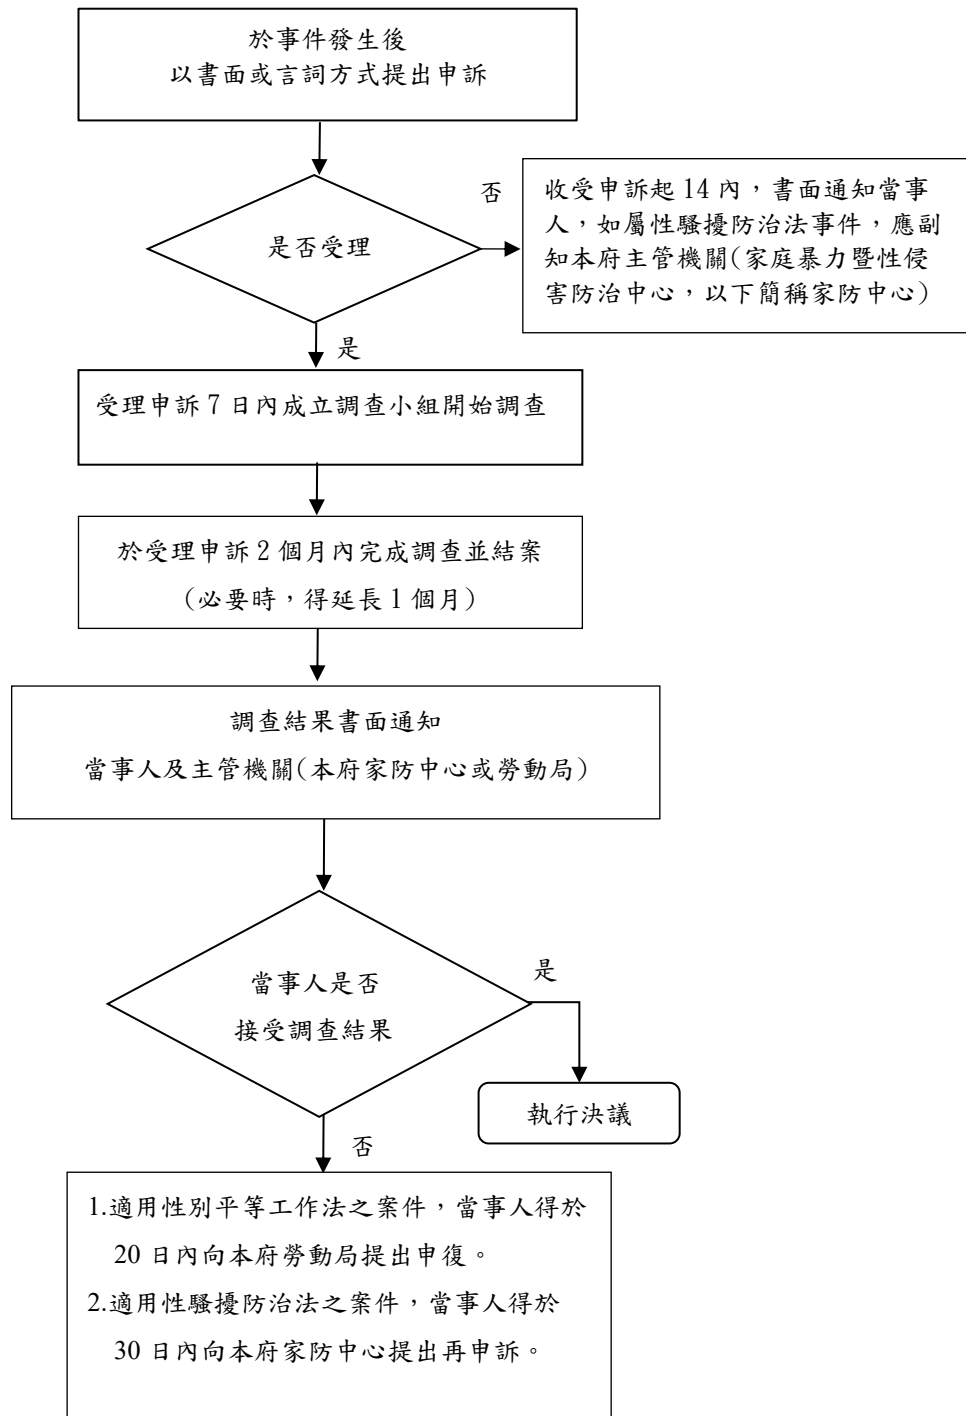 於事件發生後
以書面或言詞方式提出申訴
是否受理
否
收受申訴起 14 內，書面通知當事
人，如屬性騷擾防治法事件，應副
知本府主管機關(家庭暴力暨性侵
害防治中心，以下簡稱家防中心)
是
受理申訴 7 日內成立調查小組開始調查
於受理申訴 2 個月內完成調查並結案
(必要時，得延長 1 個月)
調查結果書面通知
當事人及主管機關(本府家防中心或勞動局)
當事人是否
接受調查結果
是
執行決議
否
1.適用性別平等工作法之案件，當事人得於
20 日內向本府勞動局提出申復。
2.適用性騷擾防治法之案件，當事人得於
30 日內向本府家防中心提出再申訴。